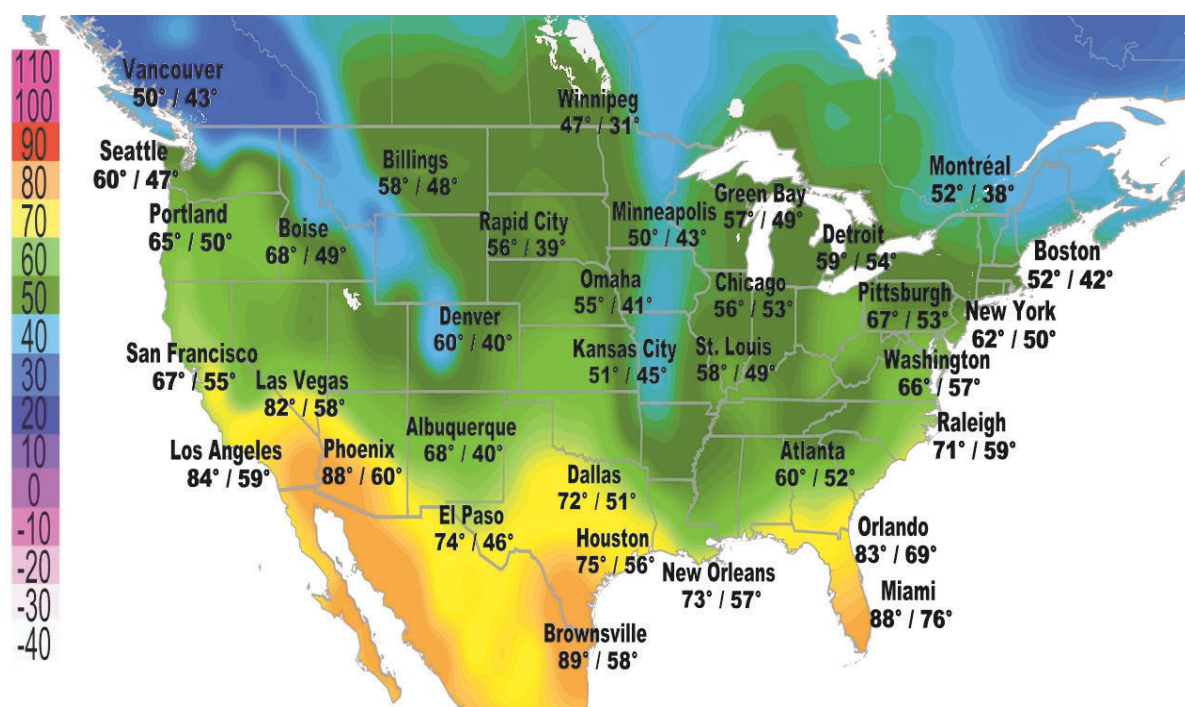 110
100
90
80
70
60
50
40
30
20
10
0
-10
-20
-30
-40
Vancouver
50° / 43°
Winnipeg
47° / 31°
Seattle
60° / 47°
Billings
58° / 48°
Montréal
52° / 38°
Portland
65° / 50°
Boise
68° / 49°
Rapid City
56° / 39°
Minneapolis
50° / 43°
Green Bay
57° / 49°
Detroit
59° / 54°
Boston
52° / 42°
Omaha
55° / 41°
Chicago
56° / 53°
Pittsburgh
67° / 53°
New York
62° / 50°
Denver
60° / 40°
Kansas City
51° / 45°
St. Louis
58° / 49°
Washington
66° / 57°
San Francisco
67° / 55°
Las Vegas
82° / 58°
Los Angeles
84° / 59°
Phoenix
88° / 60°
Albuquerque
68° / 40°
Raleigh
71° / 59°
Atlanta
60° / 52°
Dallas
72° / 51°
El Paso
74° / 46°
Houston
75° / 56°
New Orleans
73° / 57°
Orlando
83° / 69°
Miami
88° / 76°
Brownsville
89° / 58°